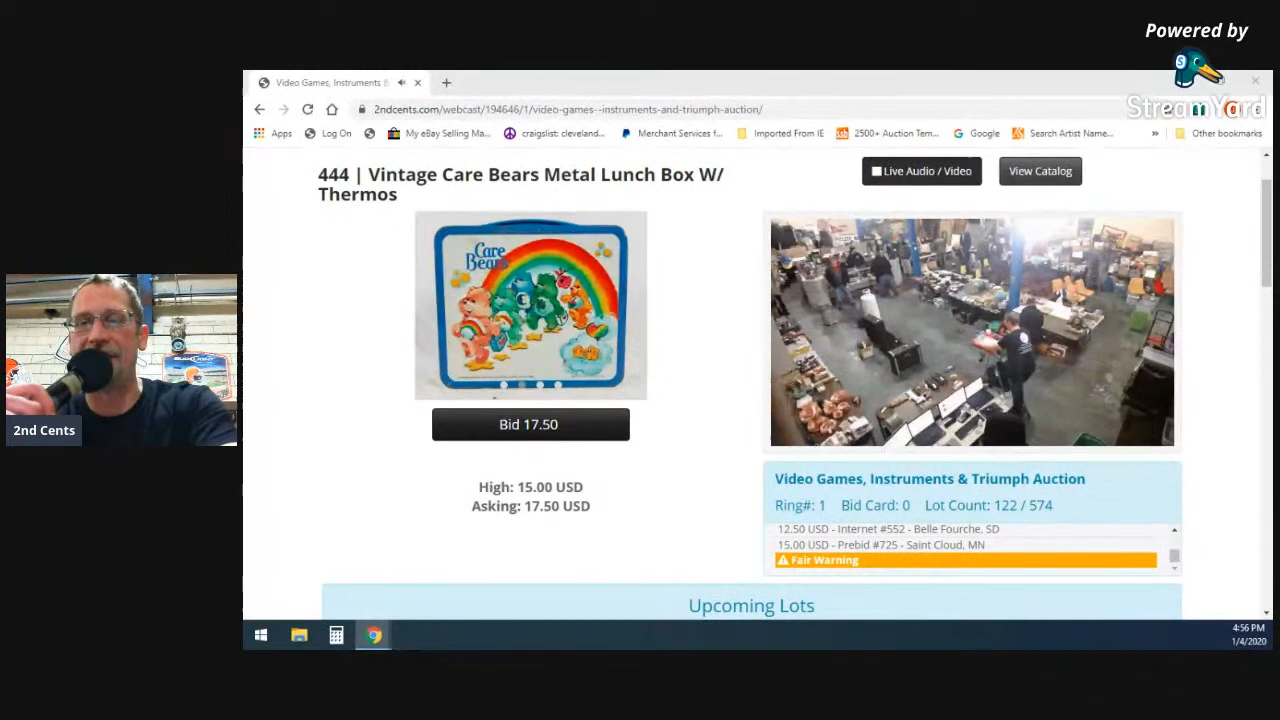 Powered by
StreamYard
Video Games, Instruments &
2ndcents.com/webcast/194646/1/video-games--instruments-and-triumph-auction/
Apps
Log On
My eBay Selling Ma...
craigslist: cleveland...
Merchant Services f...
Imported From IE
2500+ Auction Tem...
Google
Search Artist Name...
»
Other bookmarks
444 | Vintage Care Bears Metal Lunch Box W/
Thermos
Live Audio / Video
View Catalog
Care
Bears
Bid 17.50
High: 15.00 USD
Asking: 17.50 USD
2nd Cents
Video Games, Instruments & Triumph Auction
Ring#: 1 Bid Card: 0 Lot Count: 122 / 574
12.50 USD - Internet #552 - Belle Fourche, SD
15.00 USD - Prebid #725 - Saint Cloud, MN
Fair Warning
Upcoming Lots
4:56 PM
1/4/2020